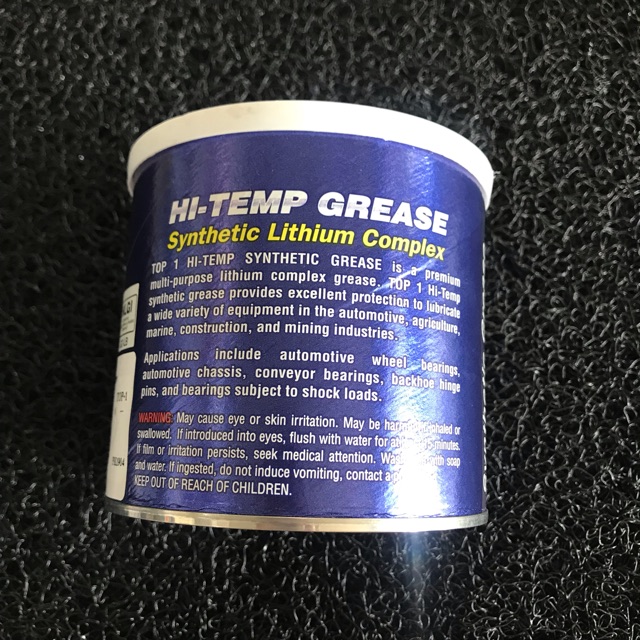 HI-TEMP GREASE
Synthetic Lithium Complex
TOP 1 HI-TEMP SYNTHETIC GREASE is a premium
multi-purpose lithium complex grease. TOP 1 Hi-Temp
synthetic grease provides excellent protection to lubricate
a wide variety of equipment in the automotive, agriculture,
marine, construction, and mining industries.
Applications include automotive wheel bearings,
automotive chassis, conveyor bearings, backhoe hinge
pins, and bearings subject to shock loads.
WARNING: May cause eye or skin irritation. May be harmful if inhaled or
swallowed. If introduced into eyes, flush with water for at 15 minutes.
If film or irritation persists, seek medical attention. with soap
and water. If ingested, do not induce vomiting, contact a
KEEP OUT OF REACH OF CHILDREN.